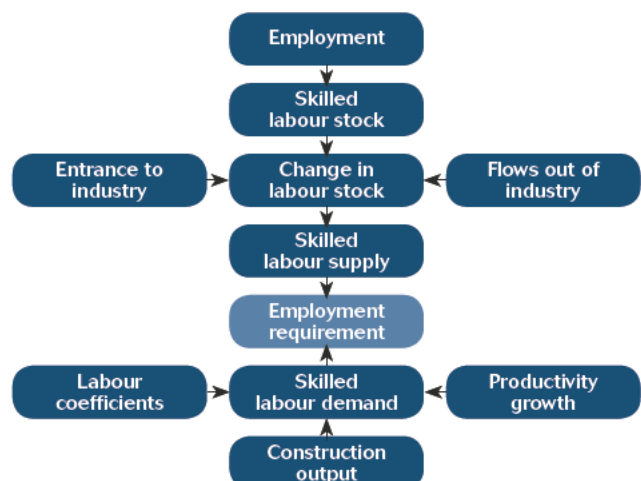 Employment
Skilled
labour stock
Entrance to
industry
Change in
labour stock
Flows out of
industry
Skilled
labour supply
Employment
requirement
Labour
coefficients
Skilled
labour demand
Productivity
growth
Construction
output